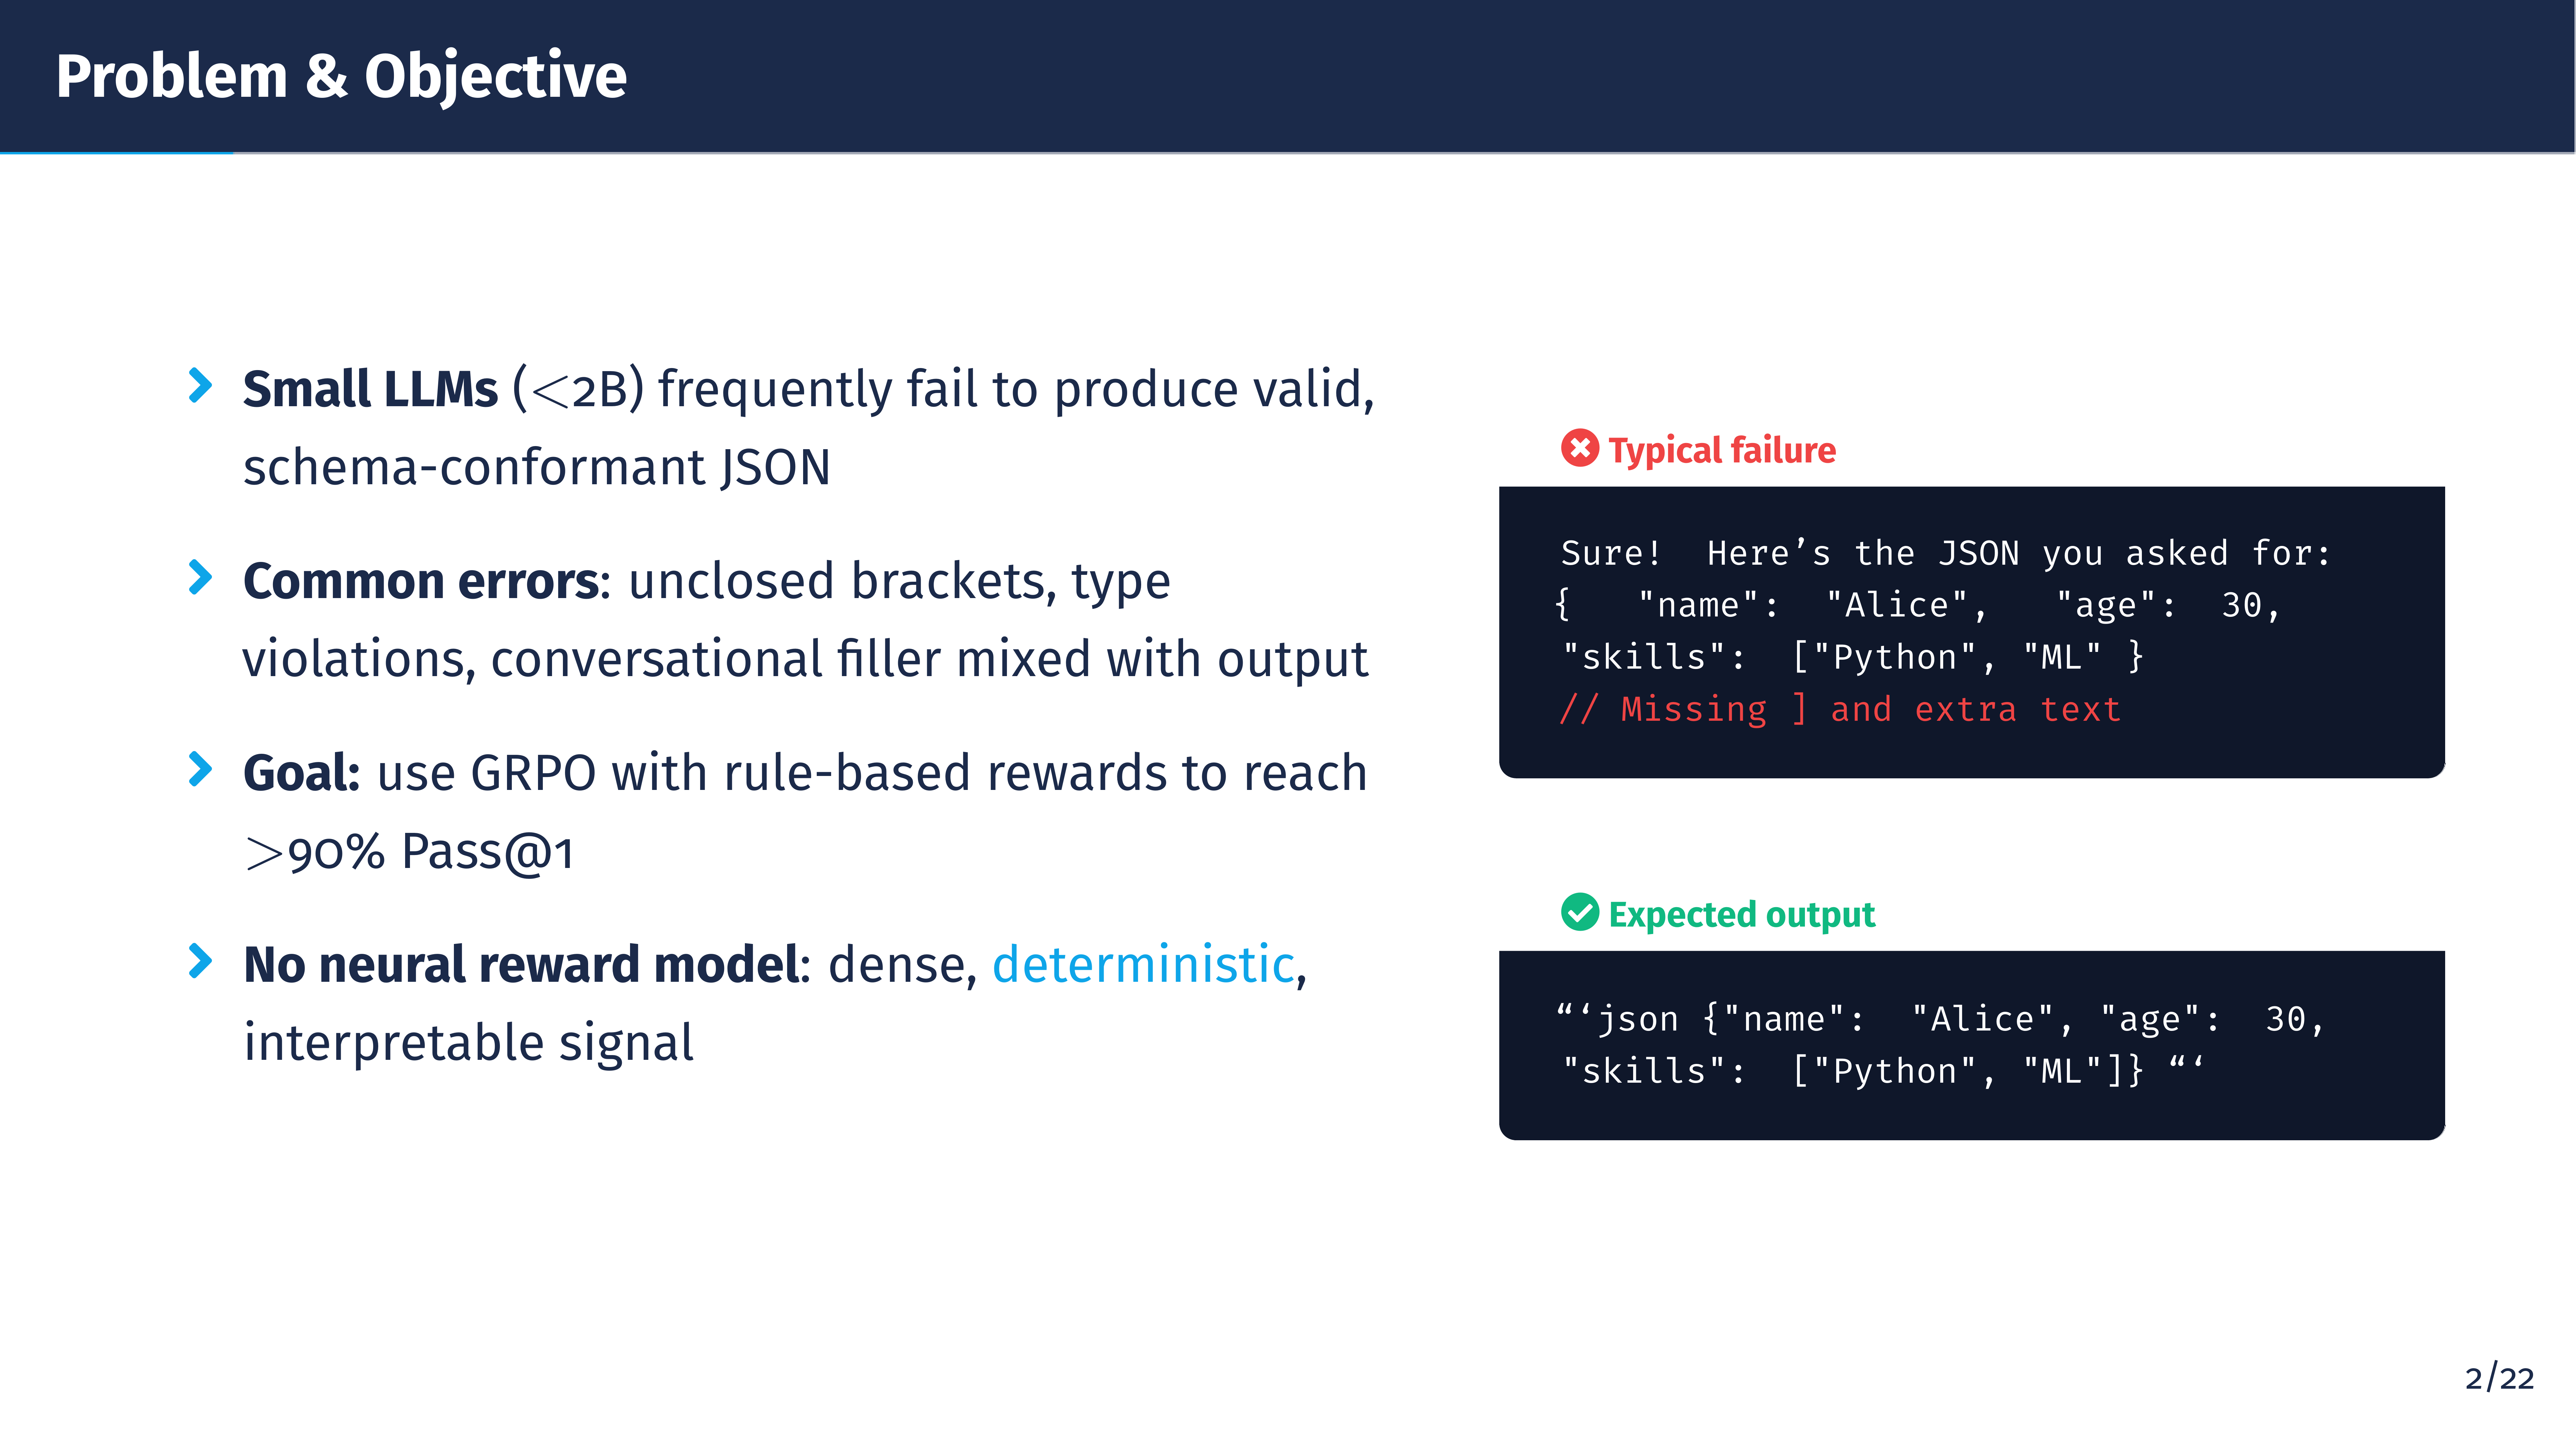 Problem & Objective
Small LLMs (<2B) frequently fail to produce valid,
schema-conformant JSON
Common errors: unclosed brackets, type
violations, conversational filler mixed with output
Goal: use GRPO with rule-based rewards to reach
>90% Pass@1
No neural reward model: dense, deterministic,
interpretable signal
Typical failure
Sure!  Here’s the JSON you asked for:
{   "name":  "Alice",   "age":  30,
"skills":  ["Python", "ML" }
// Missing ] and extra text
Expected output
“‘json {"name":  "Alice", "age":  30,
"skills":  ["Python", "ML"]} “‘
2/22